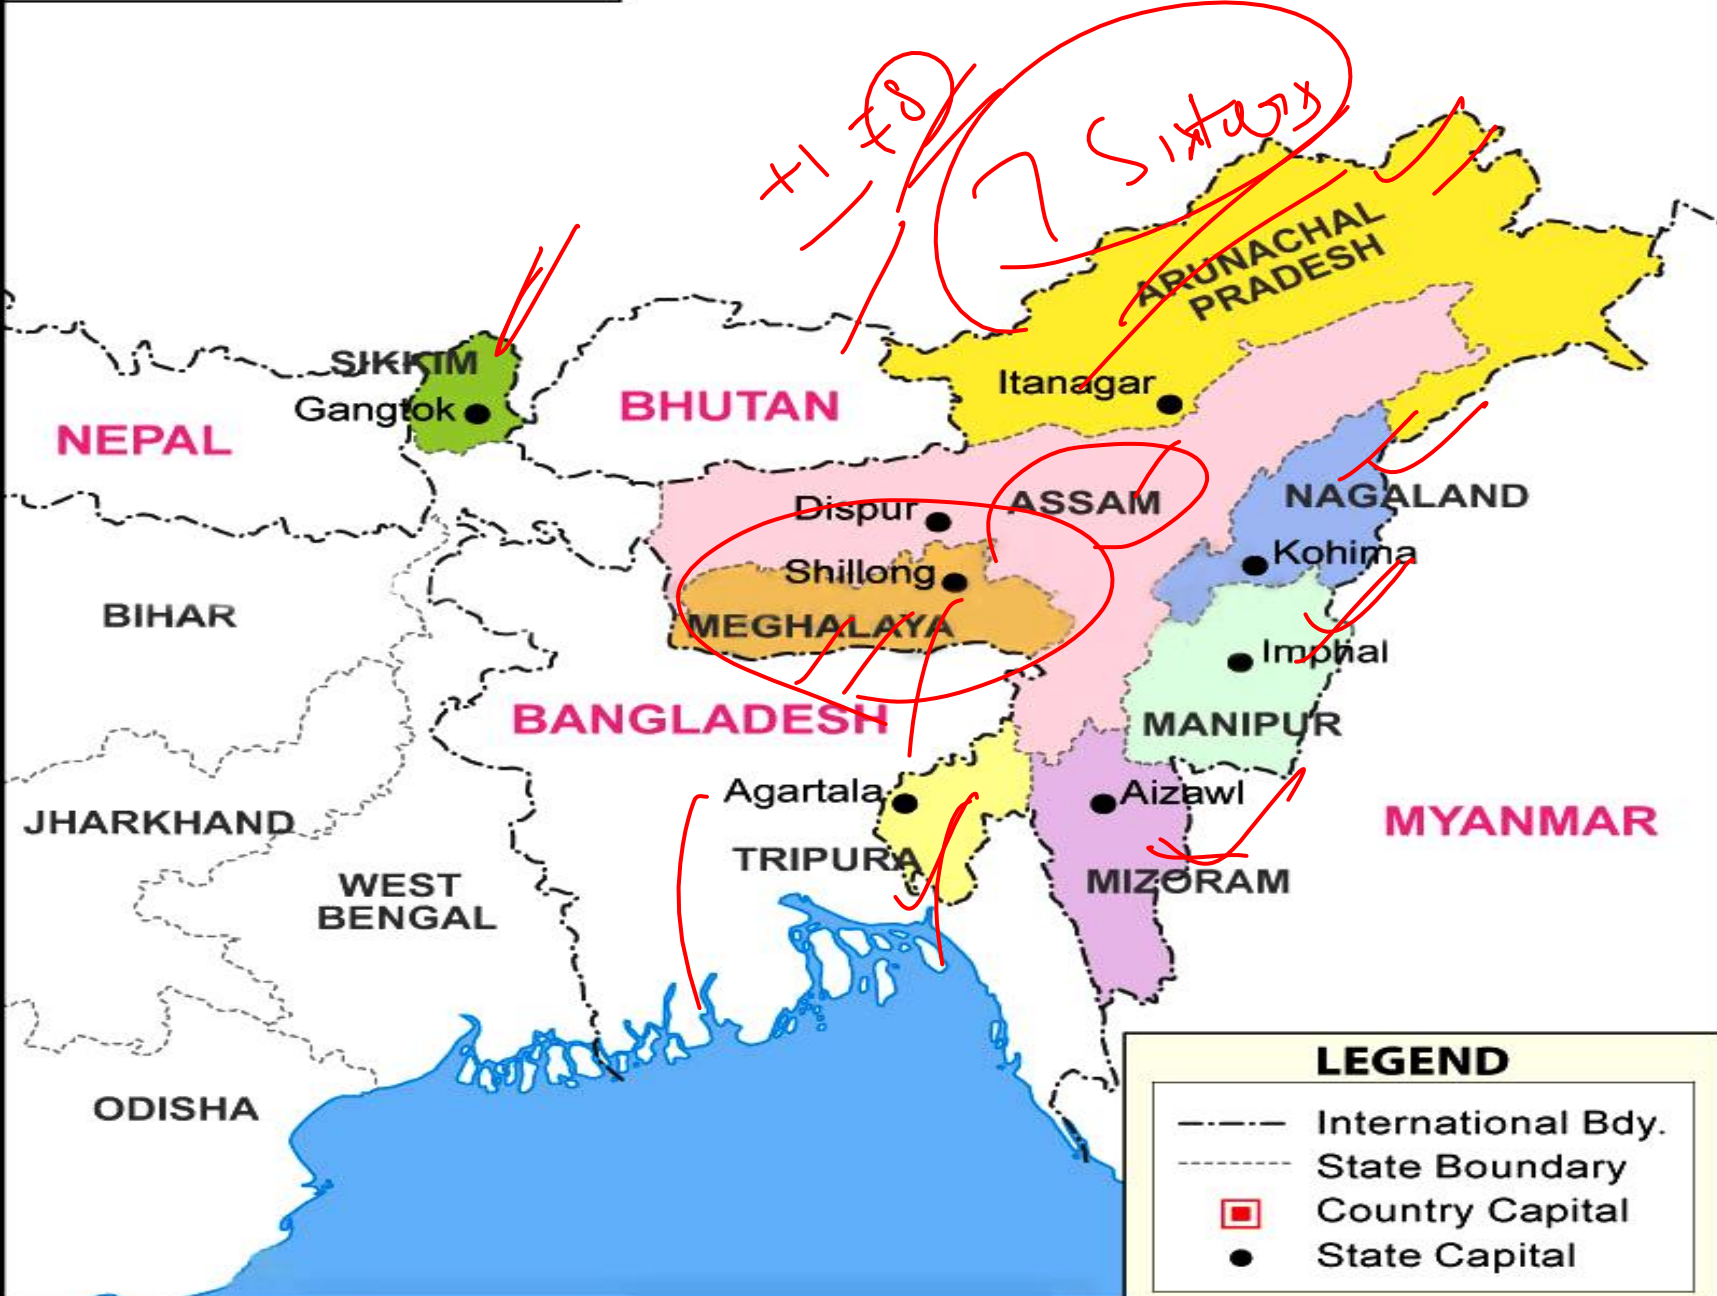 +1 = 8
7 Sisters
ARUNACHAL
PRADESH
SIKKIM
Gangtok
Itanagar
BHUTAN
NEPAL
ASSAM
NAGALAND
Dispur
Kohima
Shillong
MEGHALAYA
BIHAR
Imphal
BANGLADESH
MANIPUR
Agartala
Aizawl
JHARKHAND
MYANMAR
TRIPURA
MIZORAM
WEST
BENGAL
ODISHA
LEGEND
International Bdy.
State Boundary
Country Capital
State Capital